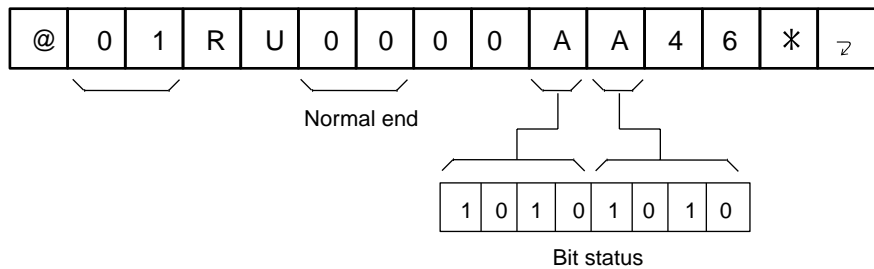 @ 0 1 R U 0 0 0 0 A A 4 6 * ↵
Normal end
1 0 1 0 1 0 1 0
Bit status